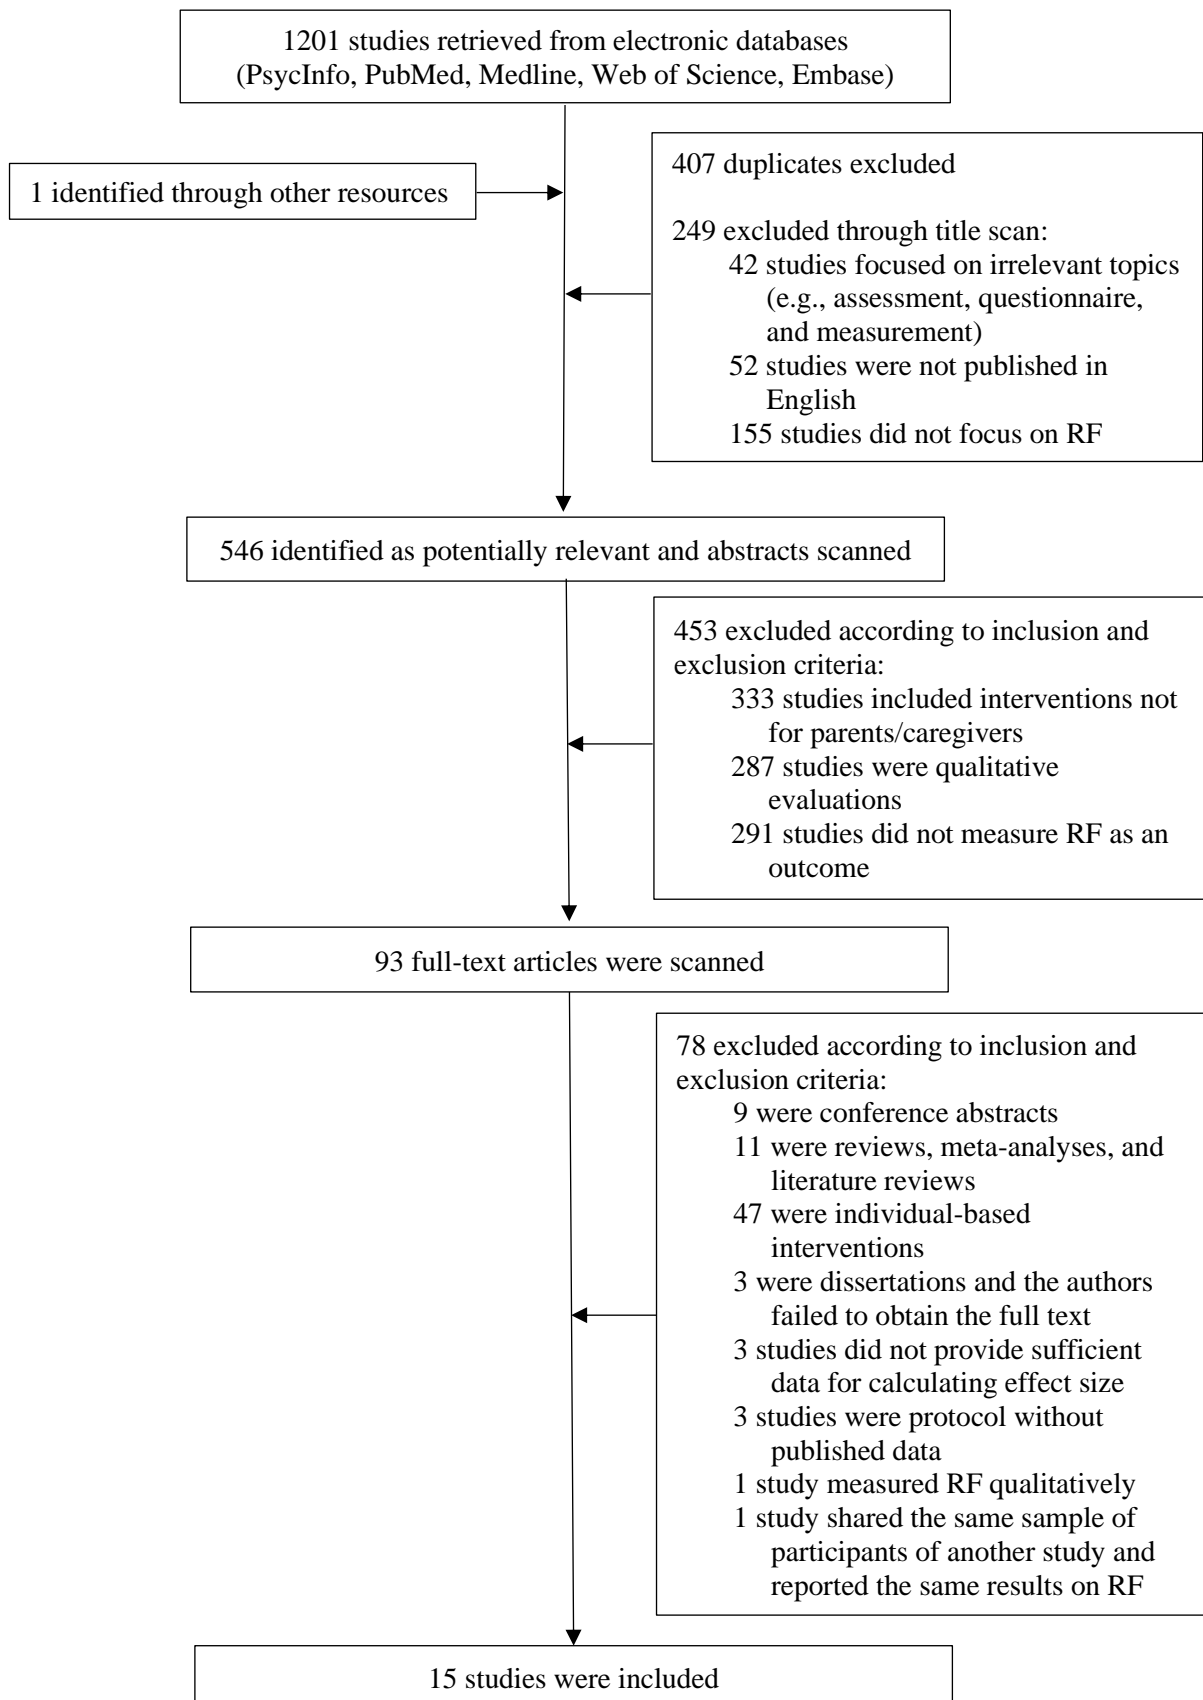 1201 studies retrieved from electronic databases
(PsycInfo, PubMed, Medline, Web of Science, Embase)
1 identified through other resources
407 duplicates excluded
249 excluded through title scan:
42 studies focused on irrelevant topics
(e.g., assessment, questionnaire,
and measurement)
52 studies were not published in
English
155 studies did not focus on RF
546 identified as potentially relevant and abstracts scanned
453 excluded according to inclusion and
exclusion criteria:
333 studies included interventions not
for parents/caregivers
287 studies were qualitative
evaluations
291 studies did not measure RF as an
outcome
93 full-text articles were scanned
78 excluded according to inclusion and
exclusion criteria:
9 were conference abstracts
11 were reviews, meta-analyses, and
literature reviews
47 were individual-based
interventions
3 were dissertations and the authors
failed to obtain the full text
3 studies did not provide sufficient
data for calculating effect size
3 studies were protocol without
published data
1 study measured RF qualitatively
1 study shared the same sample of
participants of another study and
reported the same results on RF
15 studies were included